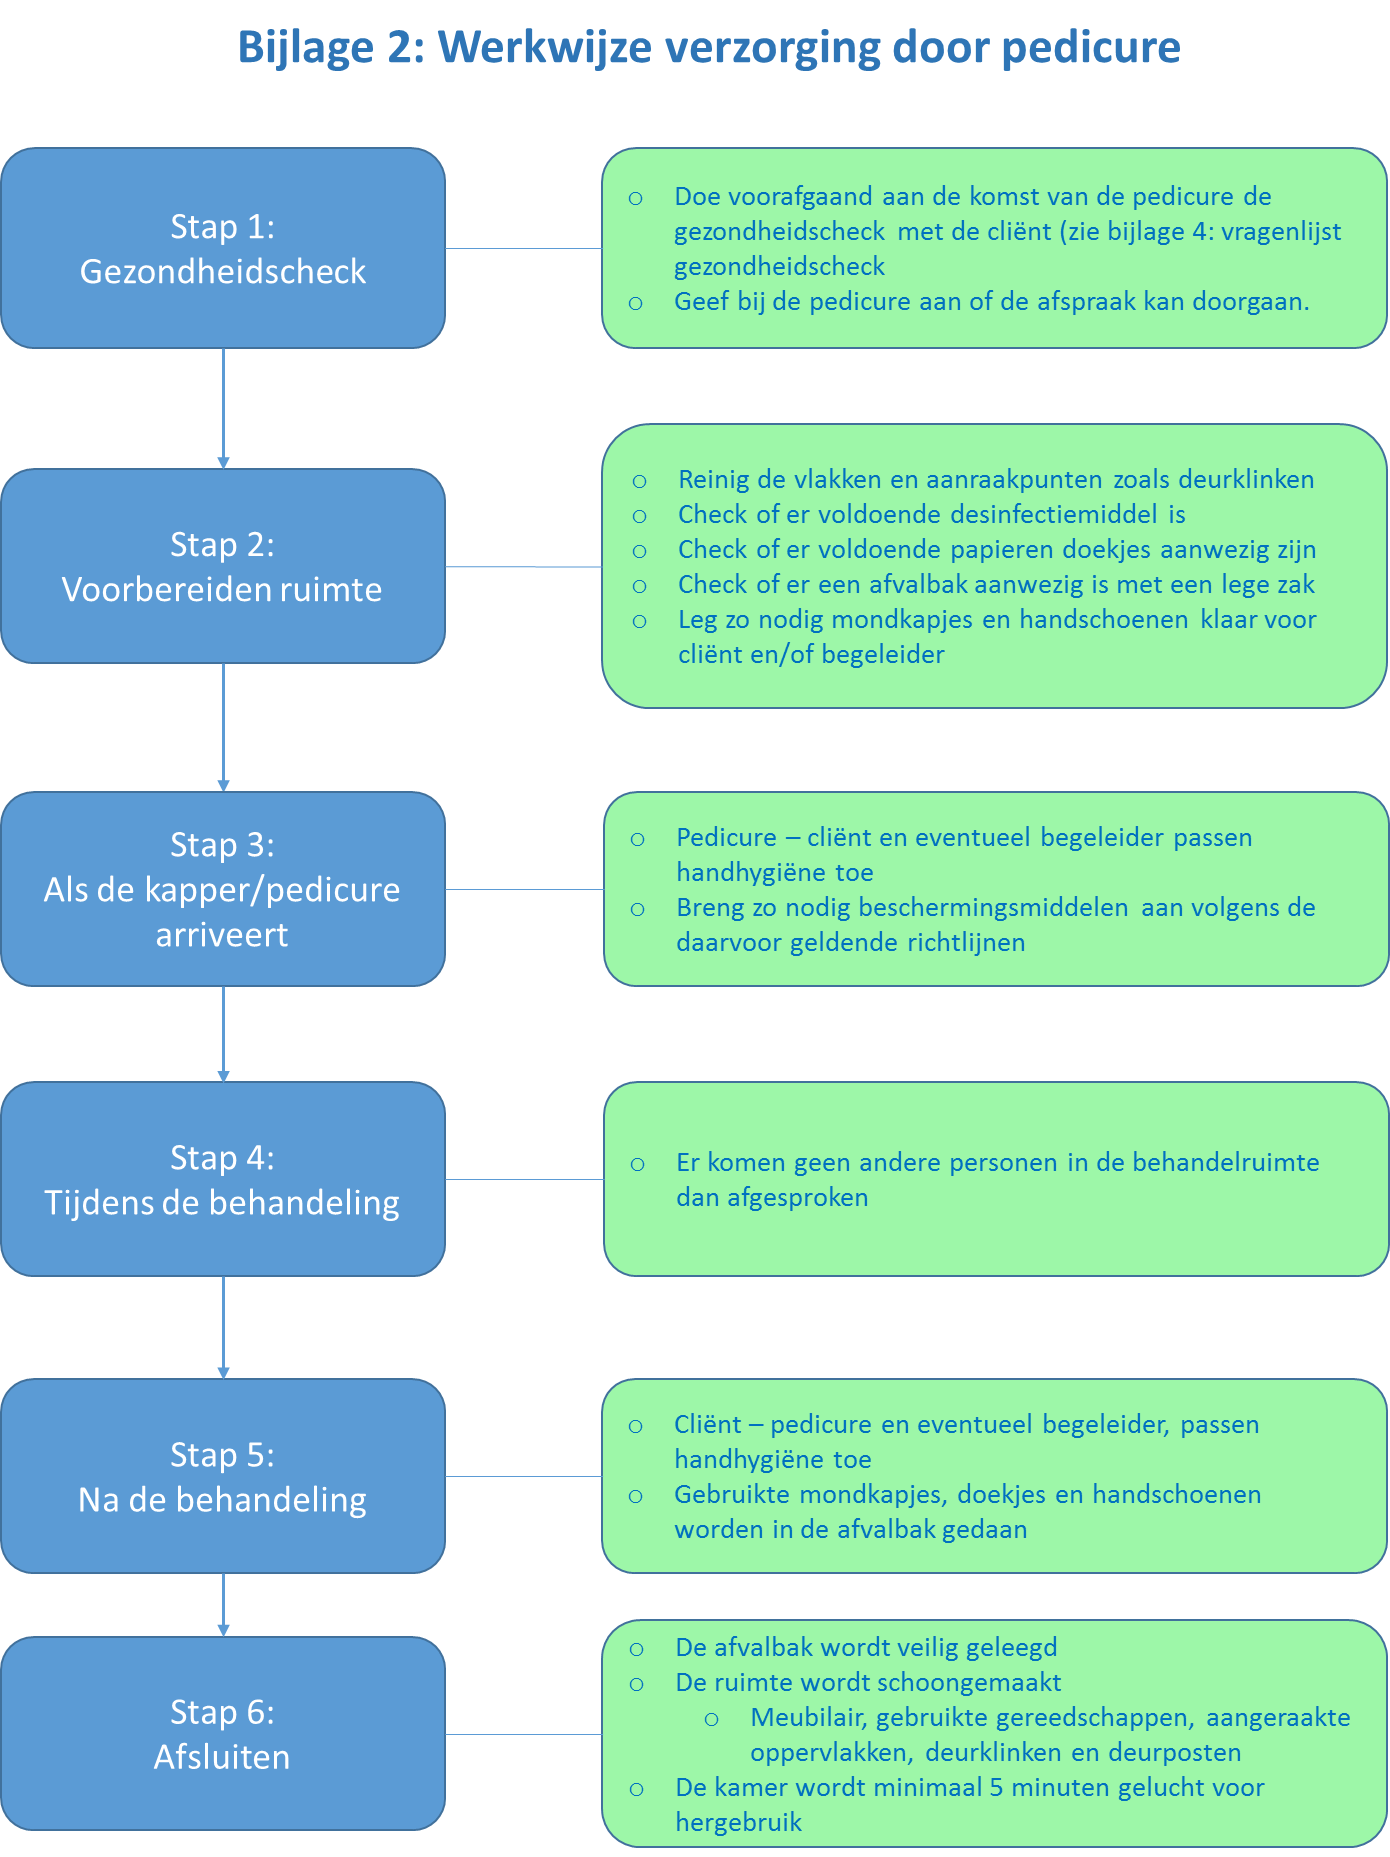 Bijlage 2: Werkwijze verzorging door pedicure
Stap 1:
Gezondheidscheck
o Doe voorafgaand aan de komst van de pedicure de
gezondheidscheck met de cliënt (zie bijlage 4: vragenlijst
gezondheidscheck
o Geef bij de pedicure aan of de afspraak kan doorgaan.
Stap 2:
Voorbereiden ruimte
o Reinig de vlakken en aanraakpunten zoals deurklinken
o Check of er voldoende desinfectiemiddel is
o Check of er voldoende papieren doekjes aanwezig zijn
o Check of er een afvalbak aanwezig is met een lege zak
o Leg zo nodig mondkapjes en handschoenen klaar voor
cliënt en/of begeleider
Stap 3:
Als de kapper/pedicure
arriveert
o Pedicure – cliënt en eventueel begeleider passen
handhygiëne toe
o Breng zo nodig beschermingsmiddelen aan volgens de
daarvoor geldende richtlijnen
Stap 4:
Tijdens de behandeling
o Er komen geen andere personen in de behandelruimte
dan afgesproken
Stap 5:
Na de behandeling
o Cliënt – pedicure en eventueel begeleider, passen
handhygiëne toe
o Gebruikte mondkapjes, doekjes en handschoenen
worden in de afvalbak gedaan
Stap 6:
Afsluiten
o De afvalbak wordt veilig geleegd
o De ruimte wordt schoongemaakt
o Meubilair, gebruikte gereedschappen, aangeraakte
oppervlakken, deurklinken en deurposten
o De kamer wordt minimaal 5 minuten gelucht voor
hergebruik